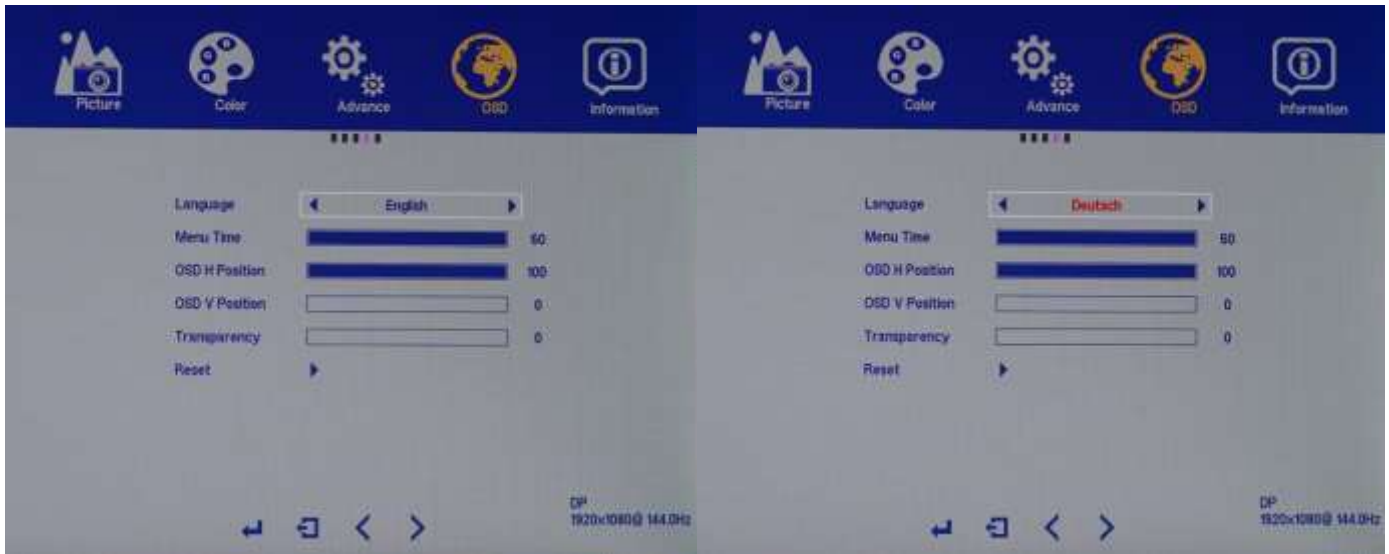 Picture Color Advance OSD Information
Language English
Menu Time 60
OSD H Position 100
OSD V Position 0
Transparency 0
Reset
DP
1920x1080@ 144.0Hz
Picture Color Advance OSD Information
Language Deutsch
Menu Time 60
OSD H Position 100
OSD V Position 0
Transparency 0
Reset
DP
1920x1080@ 144.0Hz